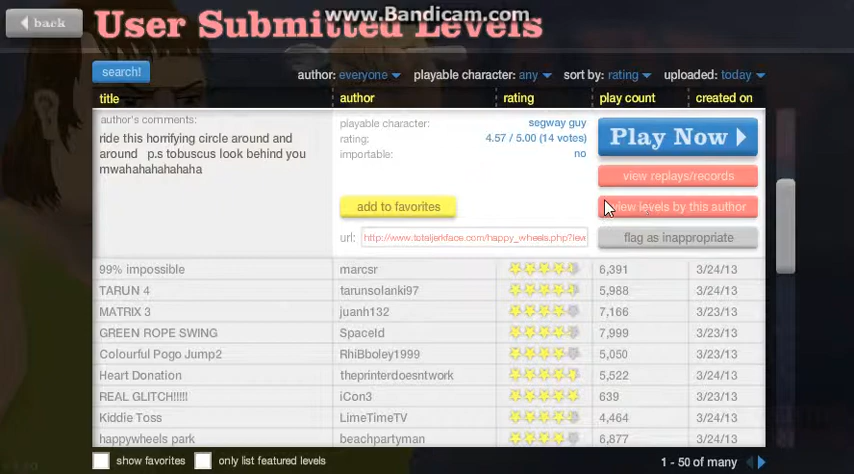 www.Bandicam.com
back
User Submitted Levels
search!
author: everyone playable character: any sort by: rating uploaded: today
title author rating play count created on
author's comments:
ride this horrifying circle around and
around p.s tobuscus look behind you
mwahahahahahaha
playable character: segway guy
rating: 4.57 / 5.00 (14 votes)
importable: no
Play Now
view replays/records
add to favorites
view levels by this author
url: http://www.totaljerkface.com/happy_wheels.php?lev
flag as inappropriate
99% impossible marcsr 6,391 3/24/13
TARUN 4 tarunsolanki97 5,988 3/24/13
MATRIX 3 juanh132 7,166 3/23/13
GREEN ROPE SWING SpaceId 7,999 3/23/13
Colourful Pogo Jump2 RhiBboley1999 5,050 3/24/13
Heart Donation theprinterdoesntwork 5,522 3/24/13
REAL GLITCH!!!!! iCon3 639 3/24/13
Kiddie Toss LimeTimeTV 4,464 3/23/13
happywheels park beachpartyman 6,877 3/24/13
show favorites only list featured levels 1 - 50 of many